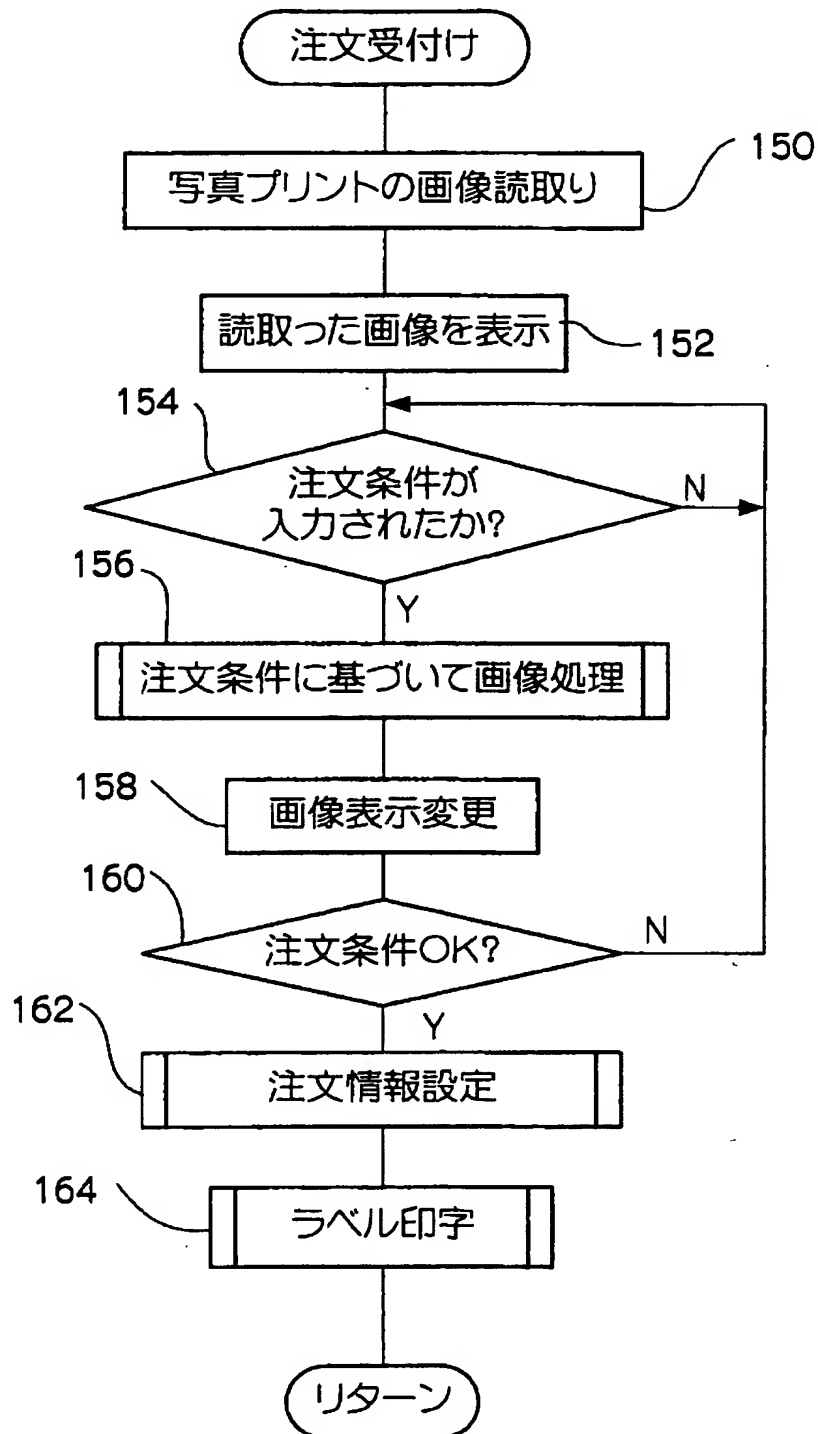 注文受付け
150
写真プリントの画像読取り
読取った画像を表示
152
154
注文条件が
入力されたか?
N
156
Y
注文条件に基づいて画像処理
158
画像表示変更
160
注文条件OK?
N
162
Y
注文情報設定
164
ラベル印字
リターン